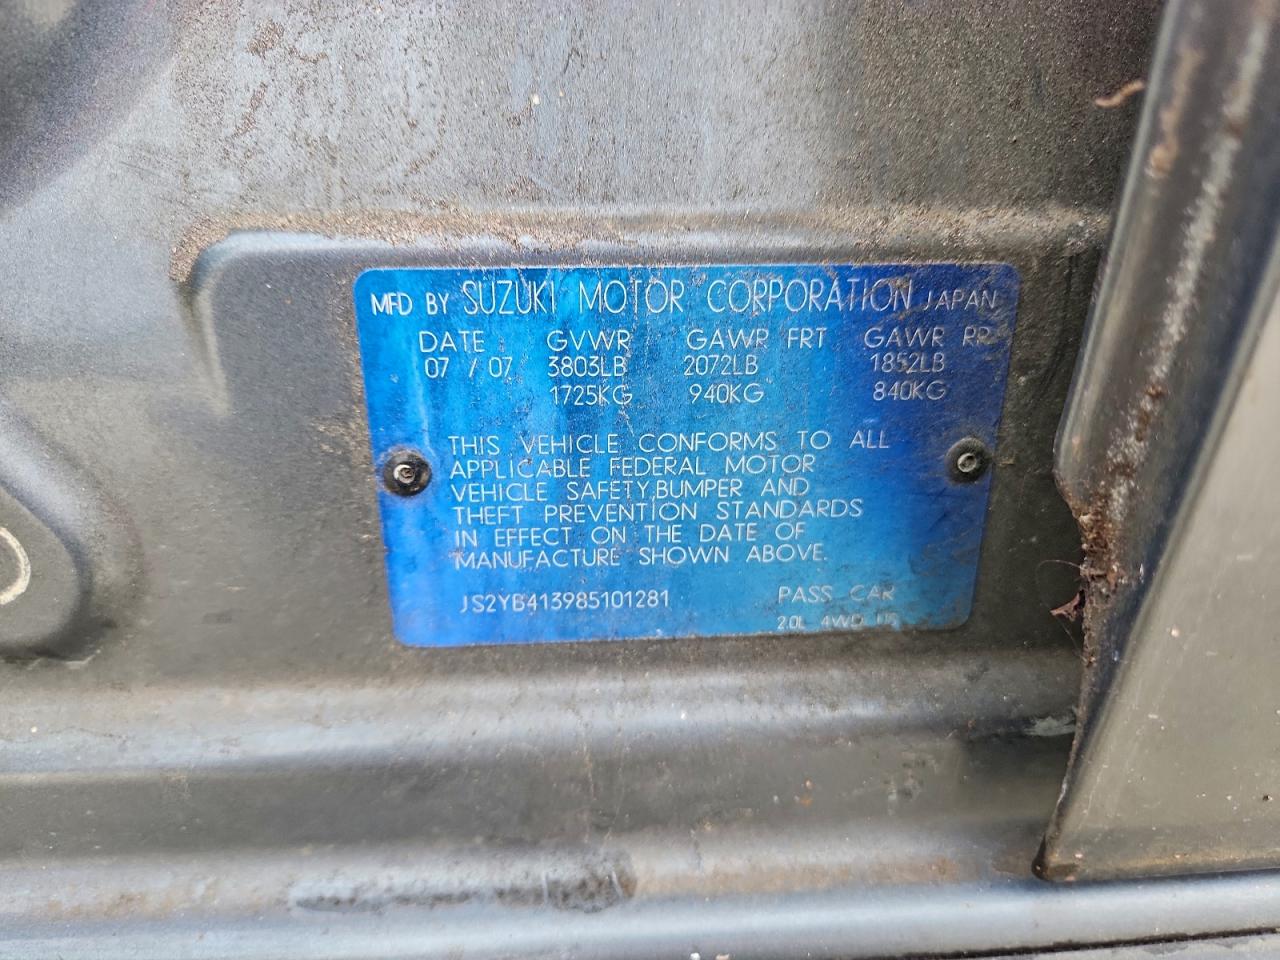 MFD BY SUZUKI MOTOR CORPORATION JAPAN
DATE GVWR GAWR FRT GAWR RR
07 / 07 3803LB 2072LB 1852LB
1725KG 940KG 840KG
THIS VEHICLE CONFORMS TO ALL
APPLICABLE FEDERAL MOTOR
VEHICLE SAFETY,BUMPER AND
THEFT PREVENTION STANDARDS
IN EFFECT ON THE DATE OF
MANUFACTURE SHOWN ABOVE.
JS2YB413985101281 PASS CAR
2.0L 4WD